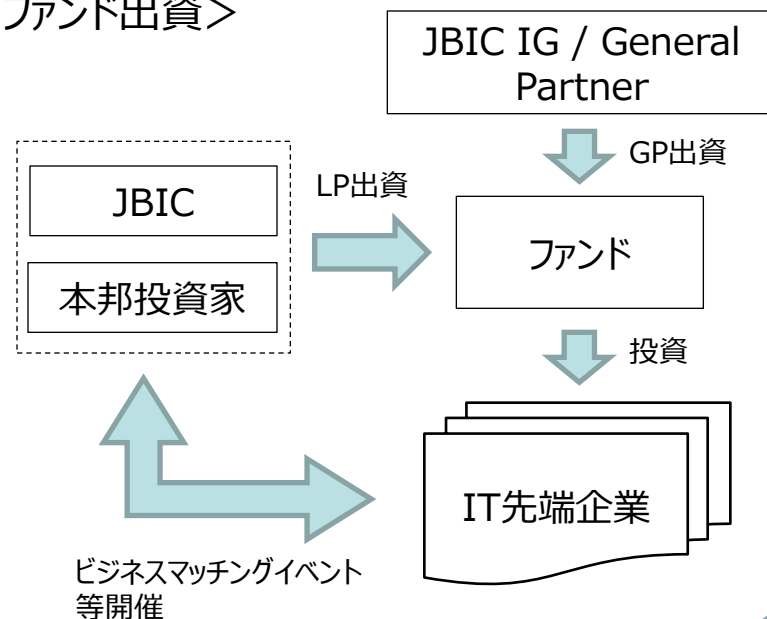 ファンド出資＞
JBIC IG / General
Partner
GP出資
JBIC
本邦投資家
LP出資
ファンド
投資
IT先端企業
ビジネスマッチングイベント
等開催